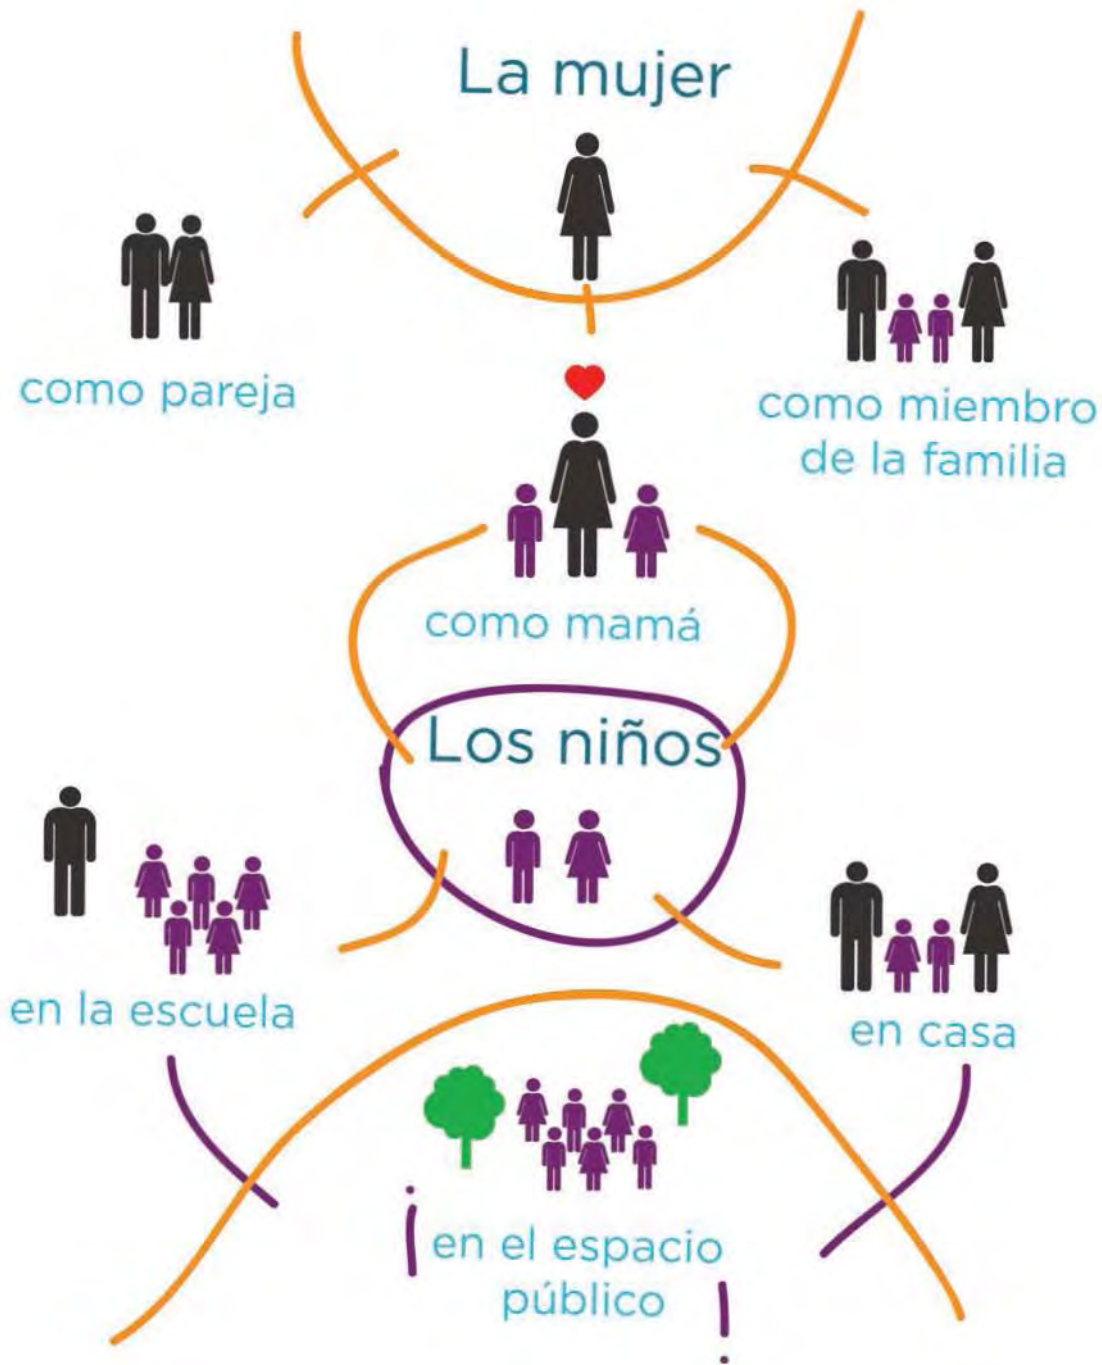 La mujer
como pareja
como miembro
de la familia
como mamá
Los niños
en la escuela
en casa
¡en el espacio
público!